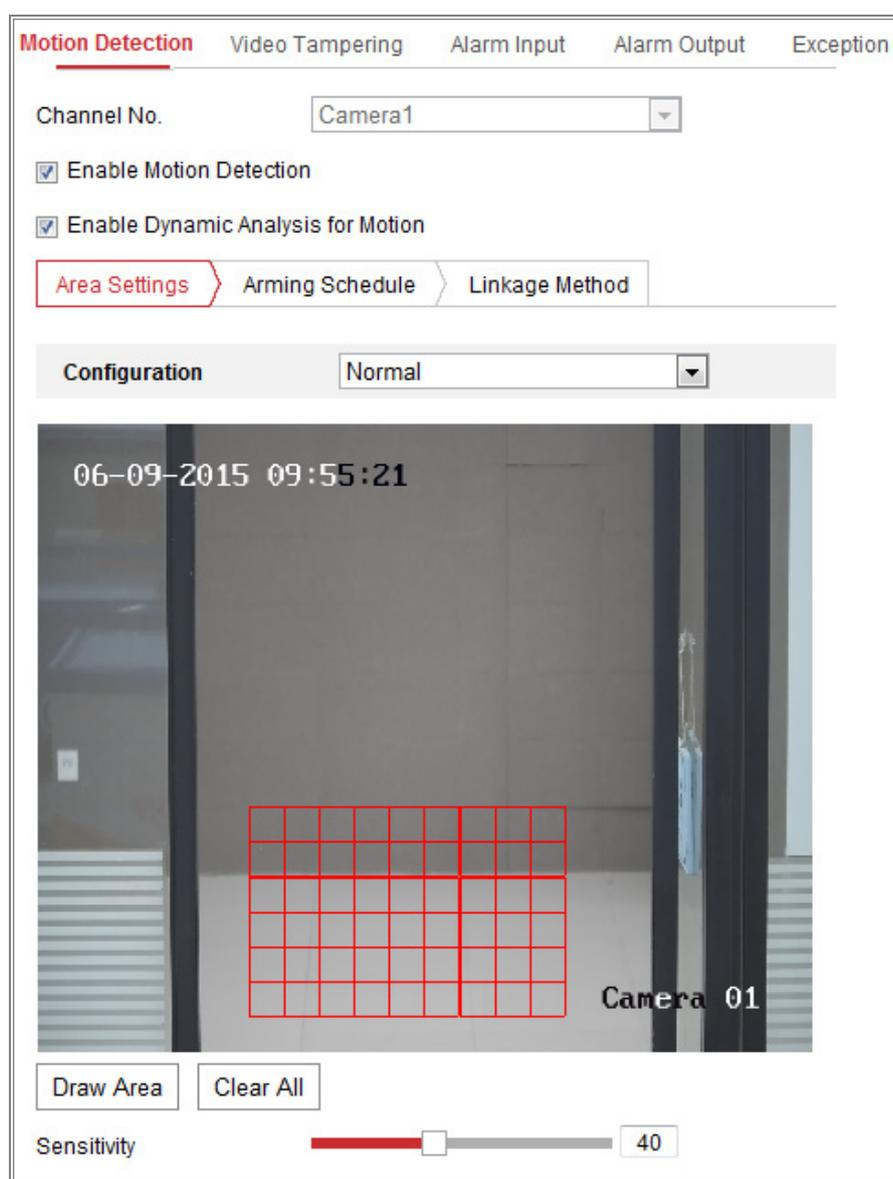 Motion Detection Video Tampering Alarm Input Alarm Output Exception
Channel No. Camera1
Enable Motion Detection
Enable Dynamic Analysis for Motion
Area Settings Arming Schedule Linkage Method
Configuration Normal
06-09-2015 09:55:21
Camera 01
Draw Area Clear All
Sensitivity 40